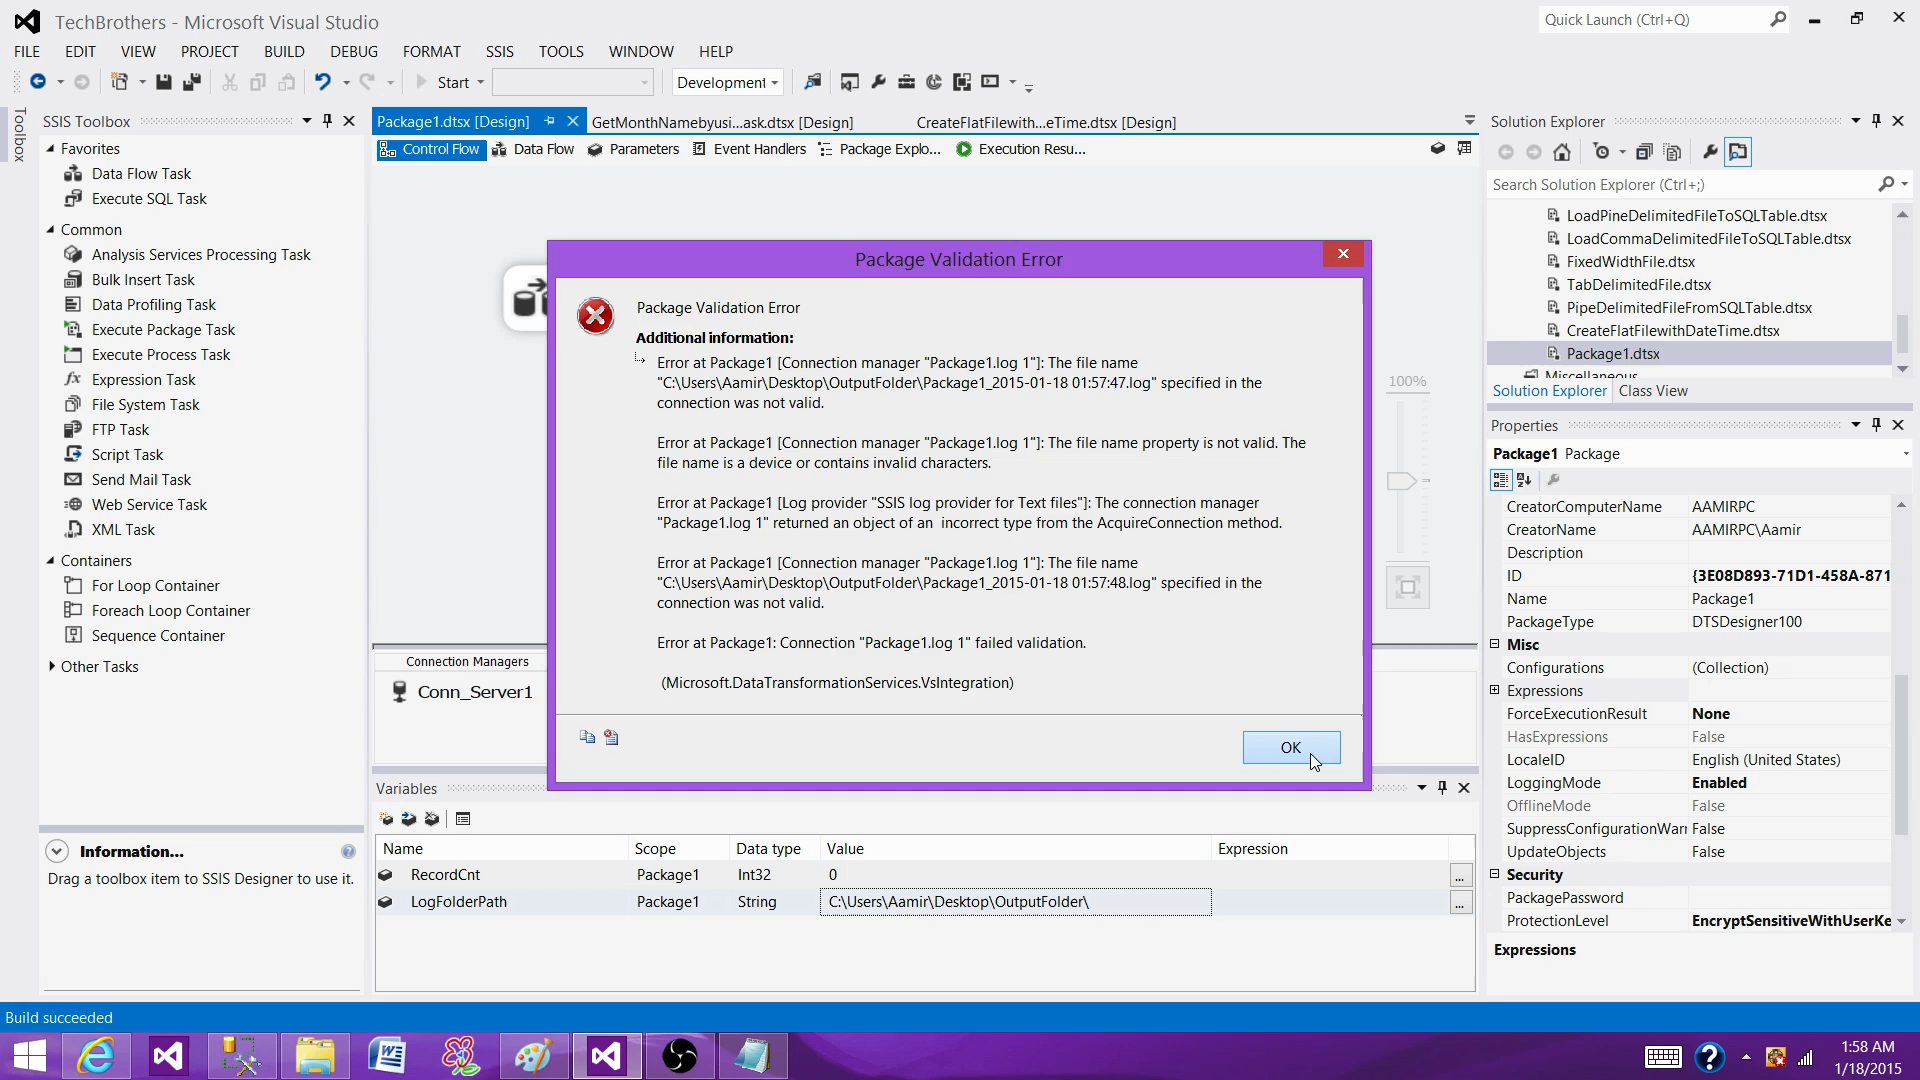 TechBrothers - Microsoft Visual Studio
Quick Launch (Ctrl+Q)
FILE EDIT VIEW PROJECT BUILD DEBUG FORMAT SSIS TOOLS WINDOW HELP
Start
Development
Toolbox
SSIS Toolbox
Favorites
Data Flow Task
Execute SQL Task
Common
Analysis Services Processing Task
Bulk Insert Task
Data Profiling Task
Execute Package Task
Execute Process Task
Expression Task
File System Task
FTP Task
Script Task
Send Mail Task
Web Service Task
XML Task
Containers
For Loop Container
Foreach Loop Container
Sequence Container
Other Tasks
Information...
Drag a toolbox item to SSIS Designer to use it.
Package1.dtsx [Design] GetMonthNamebyusi...ask.dtsx [Design] CreateFlatFilewith...eTime.dtsx [Design]
Control Flow Data Flow Parameters Event Handlers Package Explo... Execution Resu...
Package Validation Error
Package Validation Error
Additional information:
Error at Package1 [Connection manager "Package1.log 1"]: The file name
"C:\Users\Aamir\Desktop\OutputFolder\Package1_2015-01-18 01:57:47.log" specified in the
connection was not valid.
Error at Package1 [Connection manager "Package1.log 1"]: The file name property is not valid. The
file name is a device or contains invalid characters.
Error at Package1 [Log provider "SSIS log provider for Text files"]: The connection manager
"Package1.log 1" returned an object of an  incorrect type from the AcquireConnection method.
Error at Package1 [Connection manager "Package1.log 1"]: The file name
"C:\Users\Aamir\Desktop\OutputFolder\Package1_2015-01-18 01:57:48.log" specified in the
connection was not valid.
Error at Package1: Connection "Package1.log 1" failed validation.
(Microsoft.DataTransformationServices.VsIntegration)
OK
100%
Connection Managers
Conn_Server1
Variables
Name Scope Data type Value Expression
RecordCnt Package1 Int32 0 ...
LogFolderPath Package1 String C:\Users\Aamir\Desktop\OutputFolder\ ...
Solution Explorer
Search Solution Explorer (Ctrl+;)
LoadPineDelimitedFileToSQLTable.dtsx
LoadCommaDelimitedFileToSQLTable.dtsx
FixedWidthFile.dtsx
TabDelimitedFile.dtsx
PipeDelimitedFileFromSQLTable.dtsx
CreateFlatFilewithDateTime.dtsx
Package1.dtsx
Miscellaneous
Solution Explorer Class View
Properties
Package1 Package
CreatorComputerName AAMIRPC
CreatorName AAMIRPC\Aamir
Description
ID {3E08D893-71D1-458A-871
Name Package1
PackageType DTSDesigner100
Misc
Configurations (Collection)
Expressions
ForceExecutionResult None
HasExpressions False
LocaleID English (United States)
LoggingMode Enabled
OfflineMode False
SuppressConfigurationWarr False
UpdateObjects False
Security
PackagePassword
ProtectionLevel EncryptSensitiveWithUserKe
Expressions
Build succeeded
1:58 AM
1/18/2015